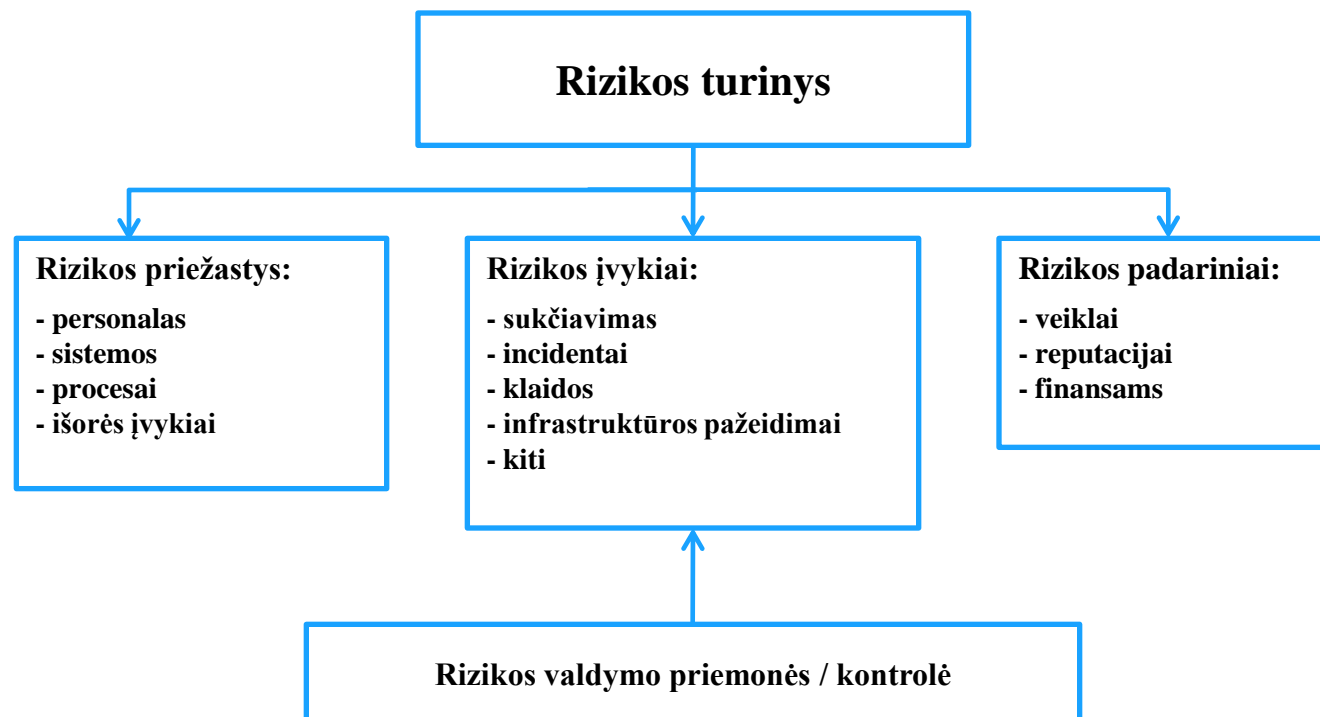 Rizikos turinys
Rizikos priežastys:
- personalas
- sistemos
- procesai
- išorės įvykiai
Rizikos įvykiai:
- sukčiavimas
- incidentai
- klaidos
- infrastruktūros pažeidimai
- kiti
Rizikos padariniai:
- veiklai
- reputacijai
- finansams
Rizikos valdymo priemonės / kontrolė